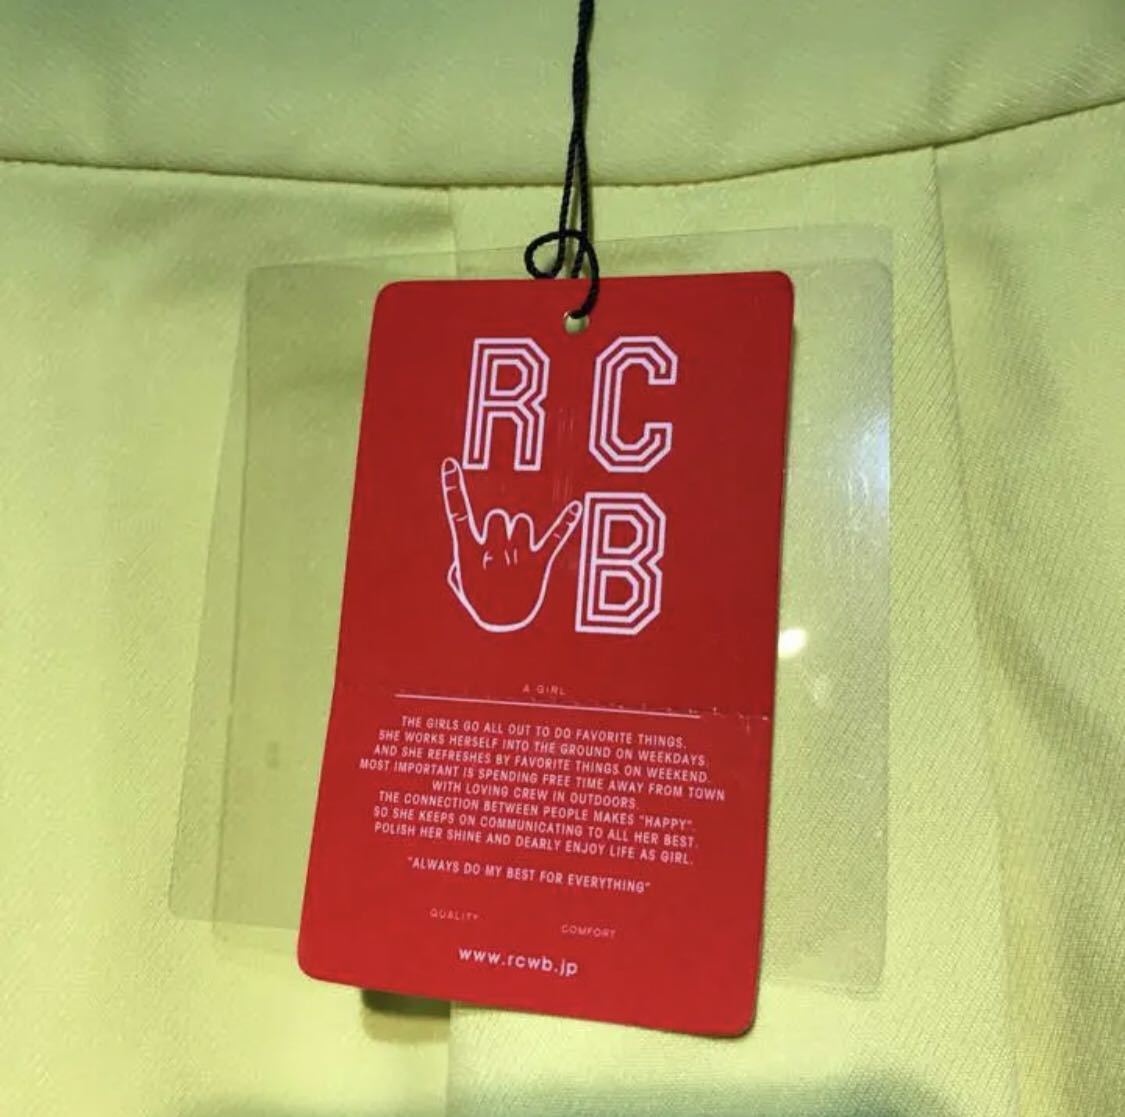 R C
B
A GIRL
THE GIRLS GO ALL OUT TO DO FAVORITE THINGS.
SHE WORKS HERSELF INTO THE GROUND ON WEEKDAYS
AND SHE REFRESHES BY FAVORITE THINGS ON WEEKEND.
MOST IMPORTANT IS SPENDING FREE TIME AWAY FROM TOWN
WITH LOVING CREW IN OUTDOORS.
THE CONNECTION BETWEEN PEOPLE MAKES "HAPPY".
SO SHE KEEPS ON COMMUNICATING TO ALL HER BEST.
POLISH HER SHINE AND DEARLY ENJOY LIFE AS GIRL.
"ALWAYS DO MY BEST FOR EVERYTHING"
QUALITY COMFORT
www.rcwb.jp